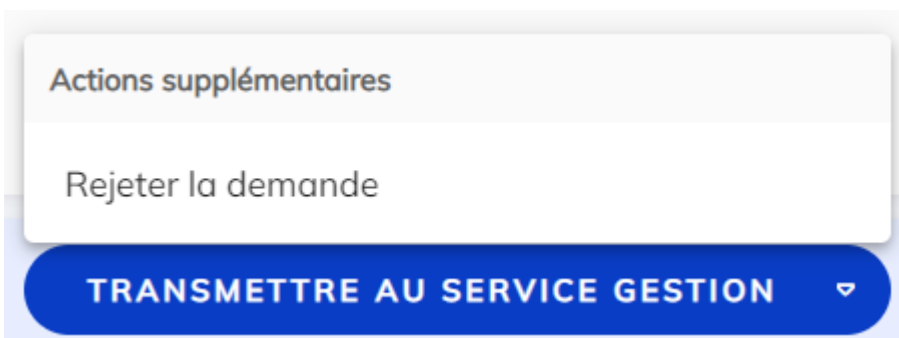 Actions supplémentaires
Rejeter la demande
TRANSMETTRE AU SERVICE GESTION